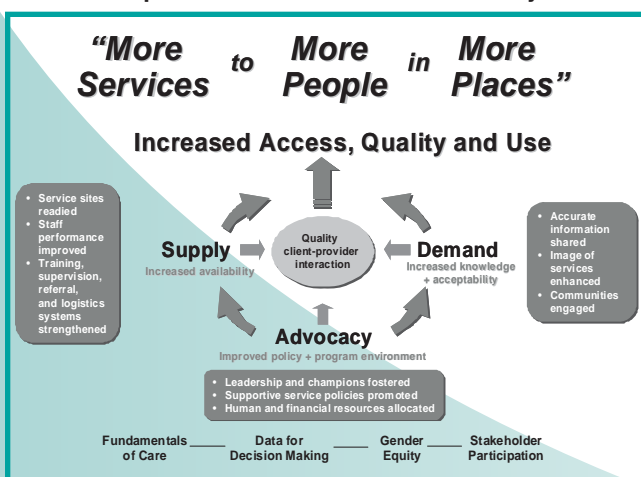 "More Services to More People in More Places"
Increased Access, Quality and Use
• Service sites
readied
• Staff
performance
improved
• Training,
supervision,
referral,
and logistics
systems
strengthened
Supply
Increased availability
Quality
client-provider
interaction
Demand
Increased knowledge
+ acceptability
• Accurate
information
shared
• Image of
services
enhanced
• Communities
engaged
Advocacy
Improved policy + program environment
• Leadership and champions fostered
• Supportive service policies promoted
• Human and financial resources allocated
Fundamentals
of Care
Data for
Decision Making
Gender
Equity
Stakeholder
Participation